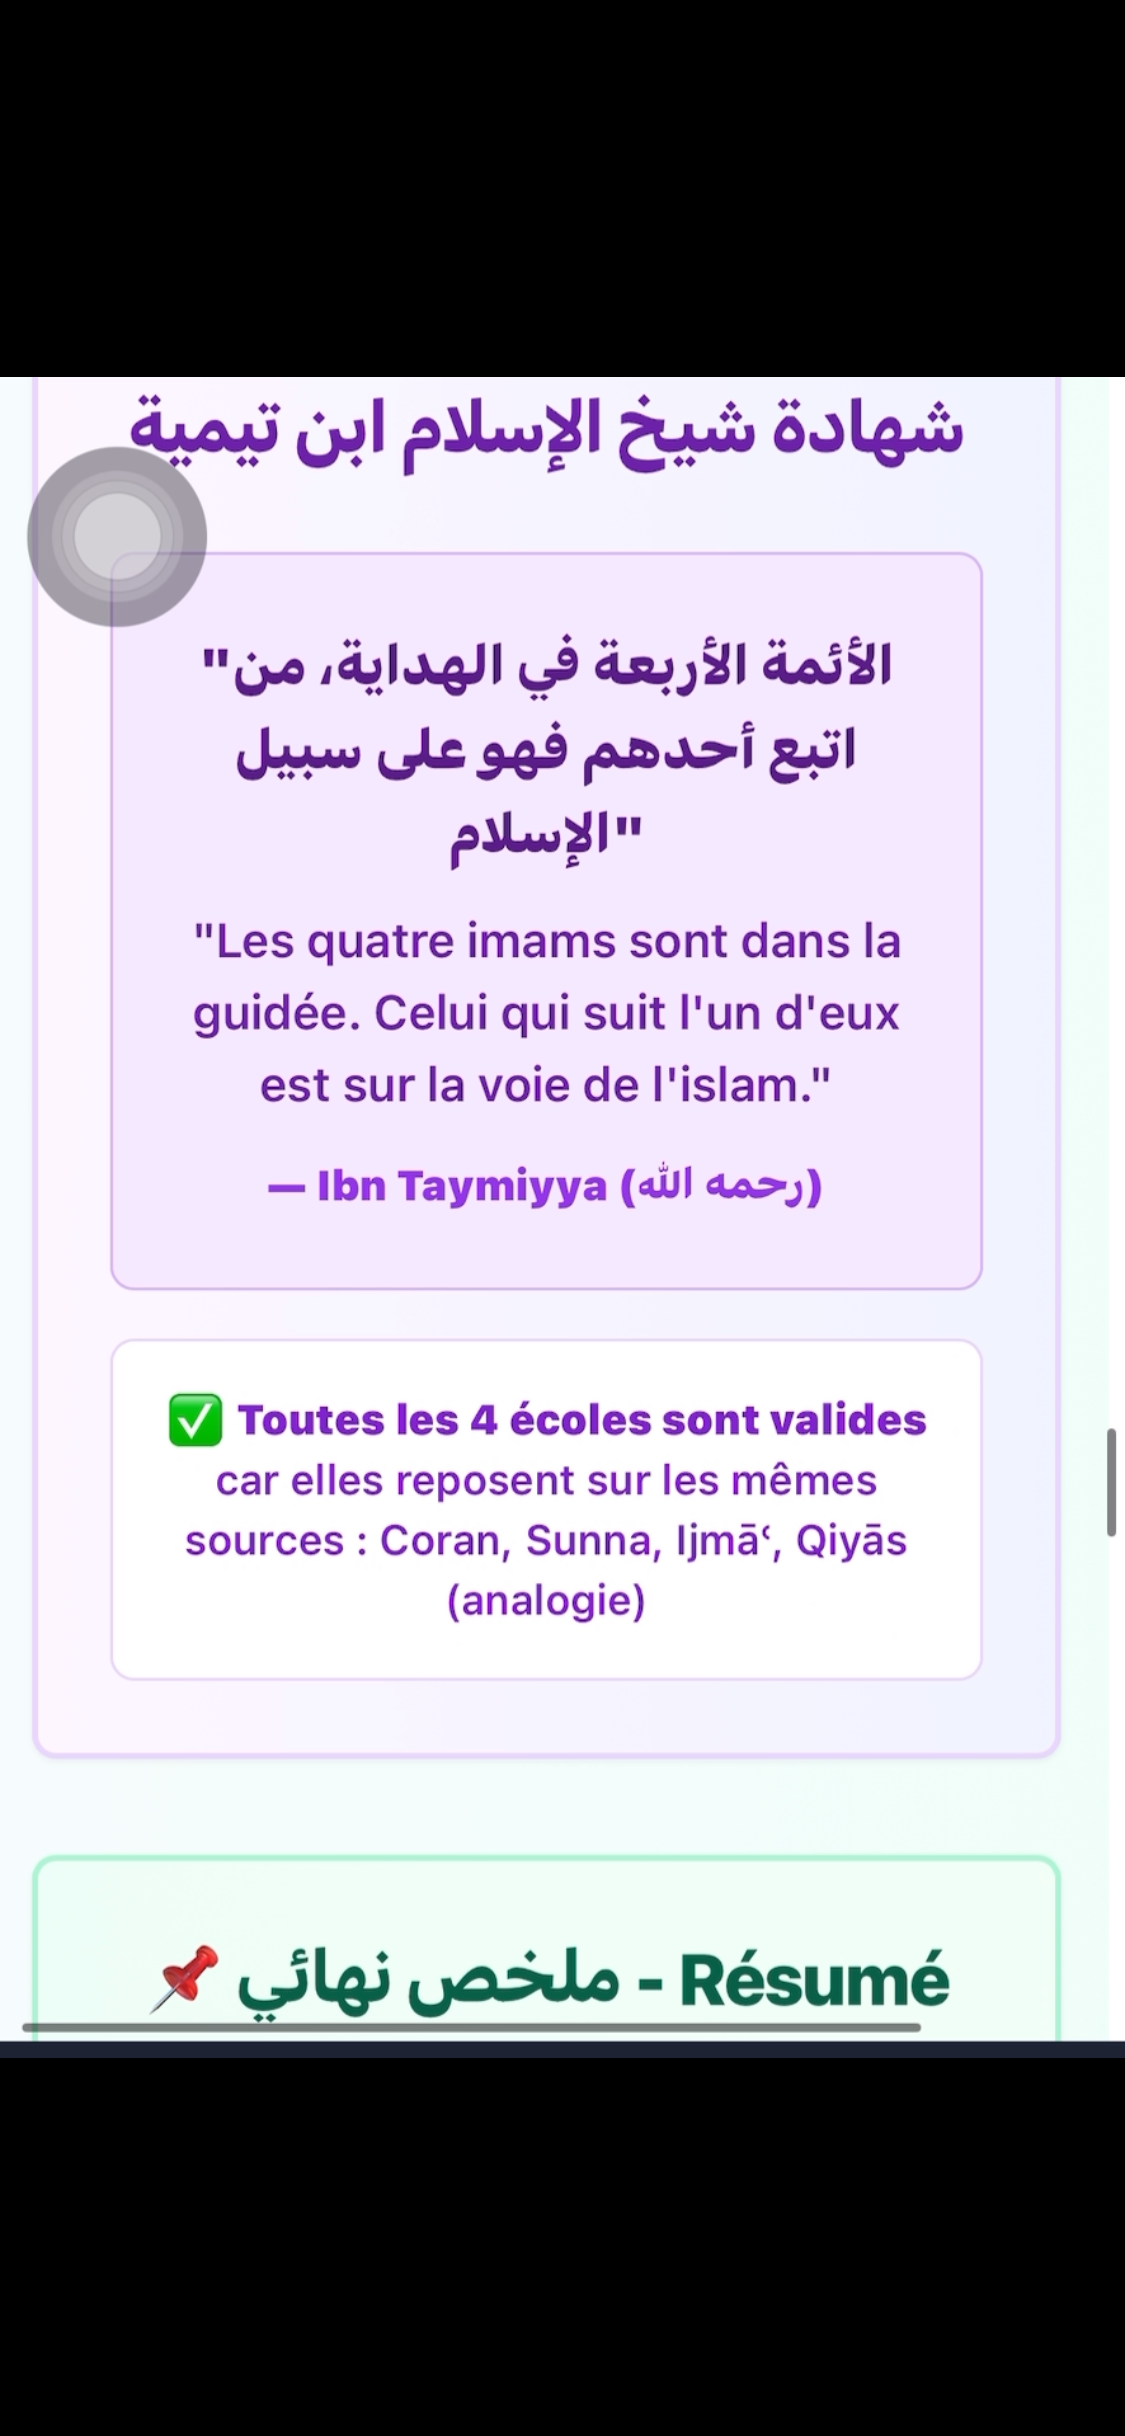 شهادة شيخ الإسلام ابن تيمية
"الأئمة الأربعة في الهداية، من
اتبع أحدهم فهو على سبيل
الإسلام"
"Les quatre imams sont dans la
guidée. Celui qui suit l'un d'eux
est sur la voie de l'islam."
— Ibn Taymiyya (رحمه الله)
✅ Toutes les 4 écoles sont valides
car elles reposent sur les mêmes
sources : Coran, Sunna, Ijmāʿ, Qiyās
(analogie)
📌 ملخص نهائي - Résumé